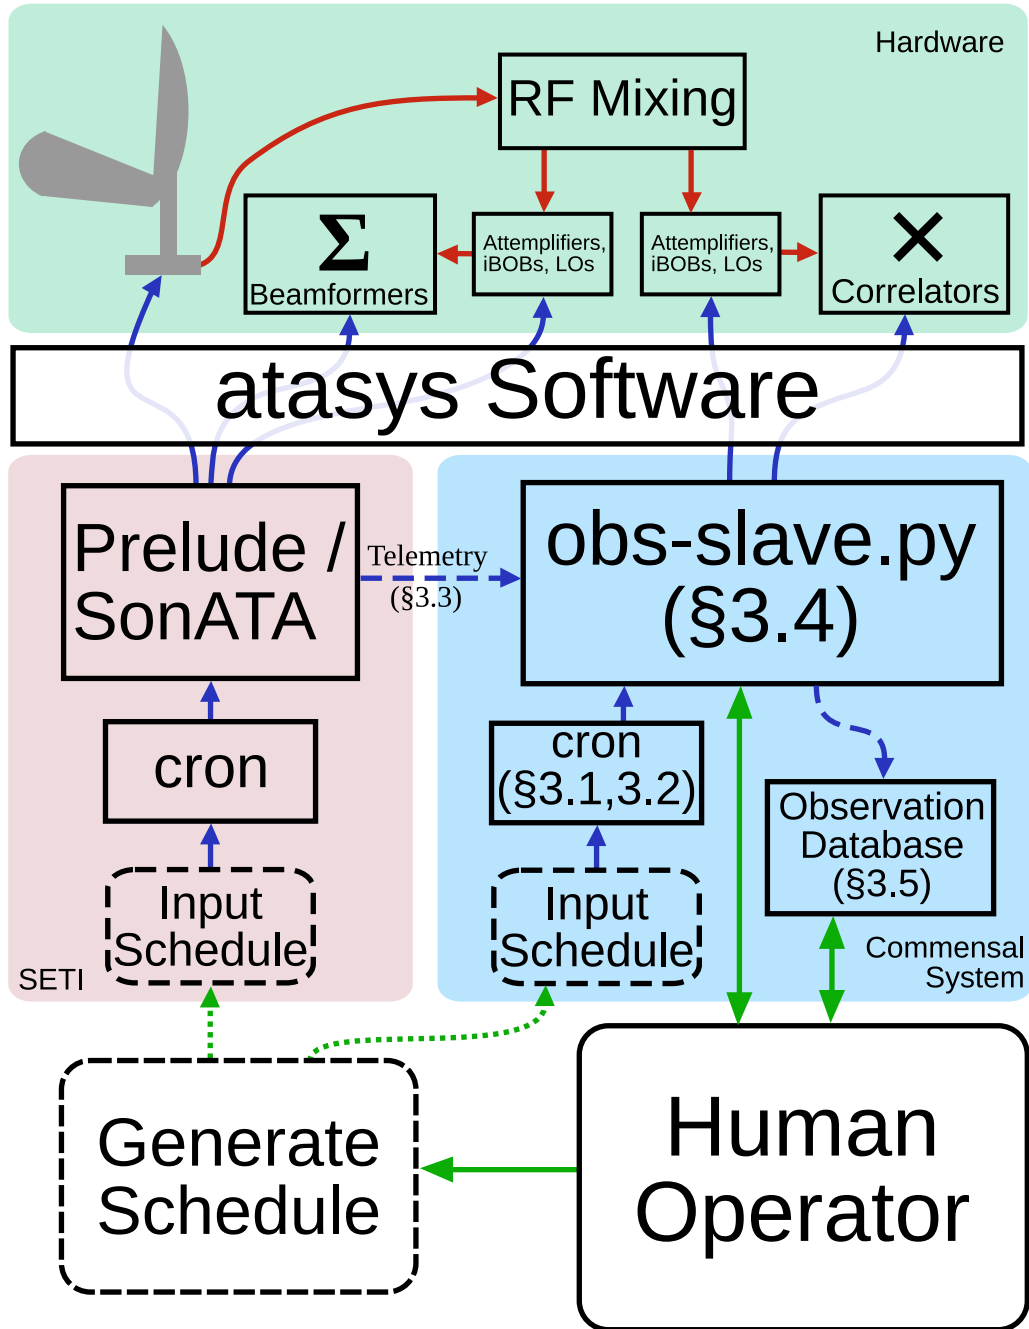 Hardware
RF Mixing
Σ
Beamformers
Attemplifiers,
iBOBs, LOs
Attemplifiers,
iBOBs, LOs
×
Correlators
atasys Software
Prelude /
SonATA
Telemetry
(§3.3)
obs-slave.py
(§3.4)
cron
cron
(§3.1,3.2)
Observation
Database
(§3.5)
Input
Schedule
Input
Schedule
SETI
Commensal
System
Generate
Schedule
Human
Operator